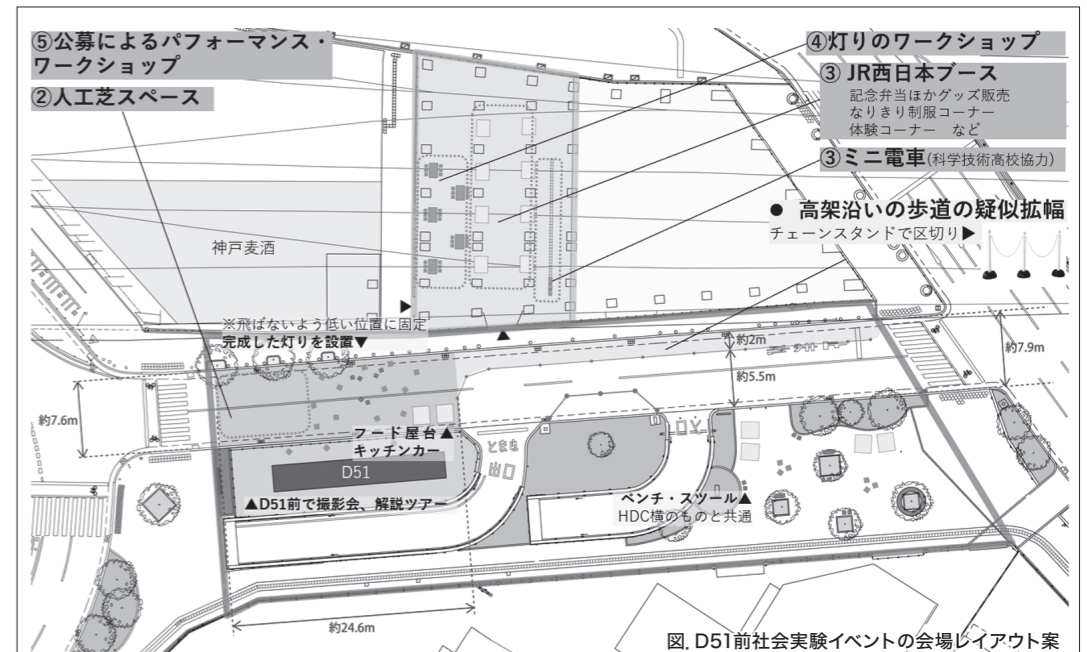 ⑤公募によるパフォーマンス・
ワークショップ
②人工芝スペース
④灯りのワークショップ
③ JR西日本ブース
記念弁当ほかグッズ販売
なりきり制服コーナー
体験コーナー　など
③ミニ電車(科学技術高校協力)
● 高架沿いの歩道の疑似拡幅
チェーンスタンドで区切り▶
神戸麦酒
※飛ばないよう低い位置に固定
完成した灯りを設置▼
約2m
約7.9m
約5.5m
約7.6m
フード屋台▲
キッチンカー
D51
▲D51前で撮影会、解説ツアー
とまれ
出口
入口
ベンチ・スツール▲
HDC横のものと共通
約24.6m
図. D51前社会実験イベントの会場レイアウト案